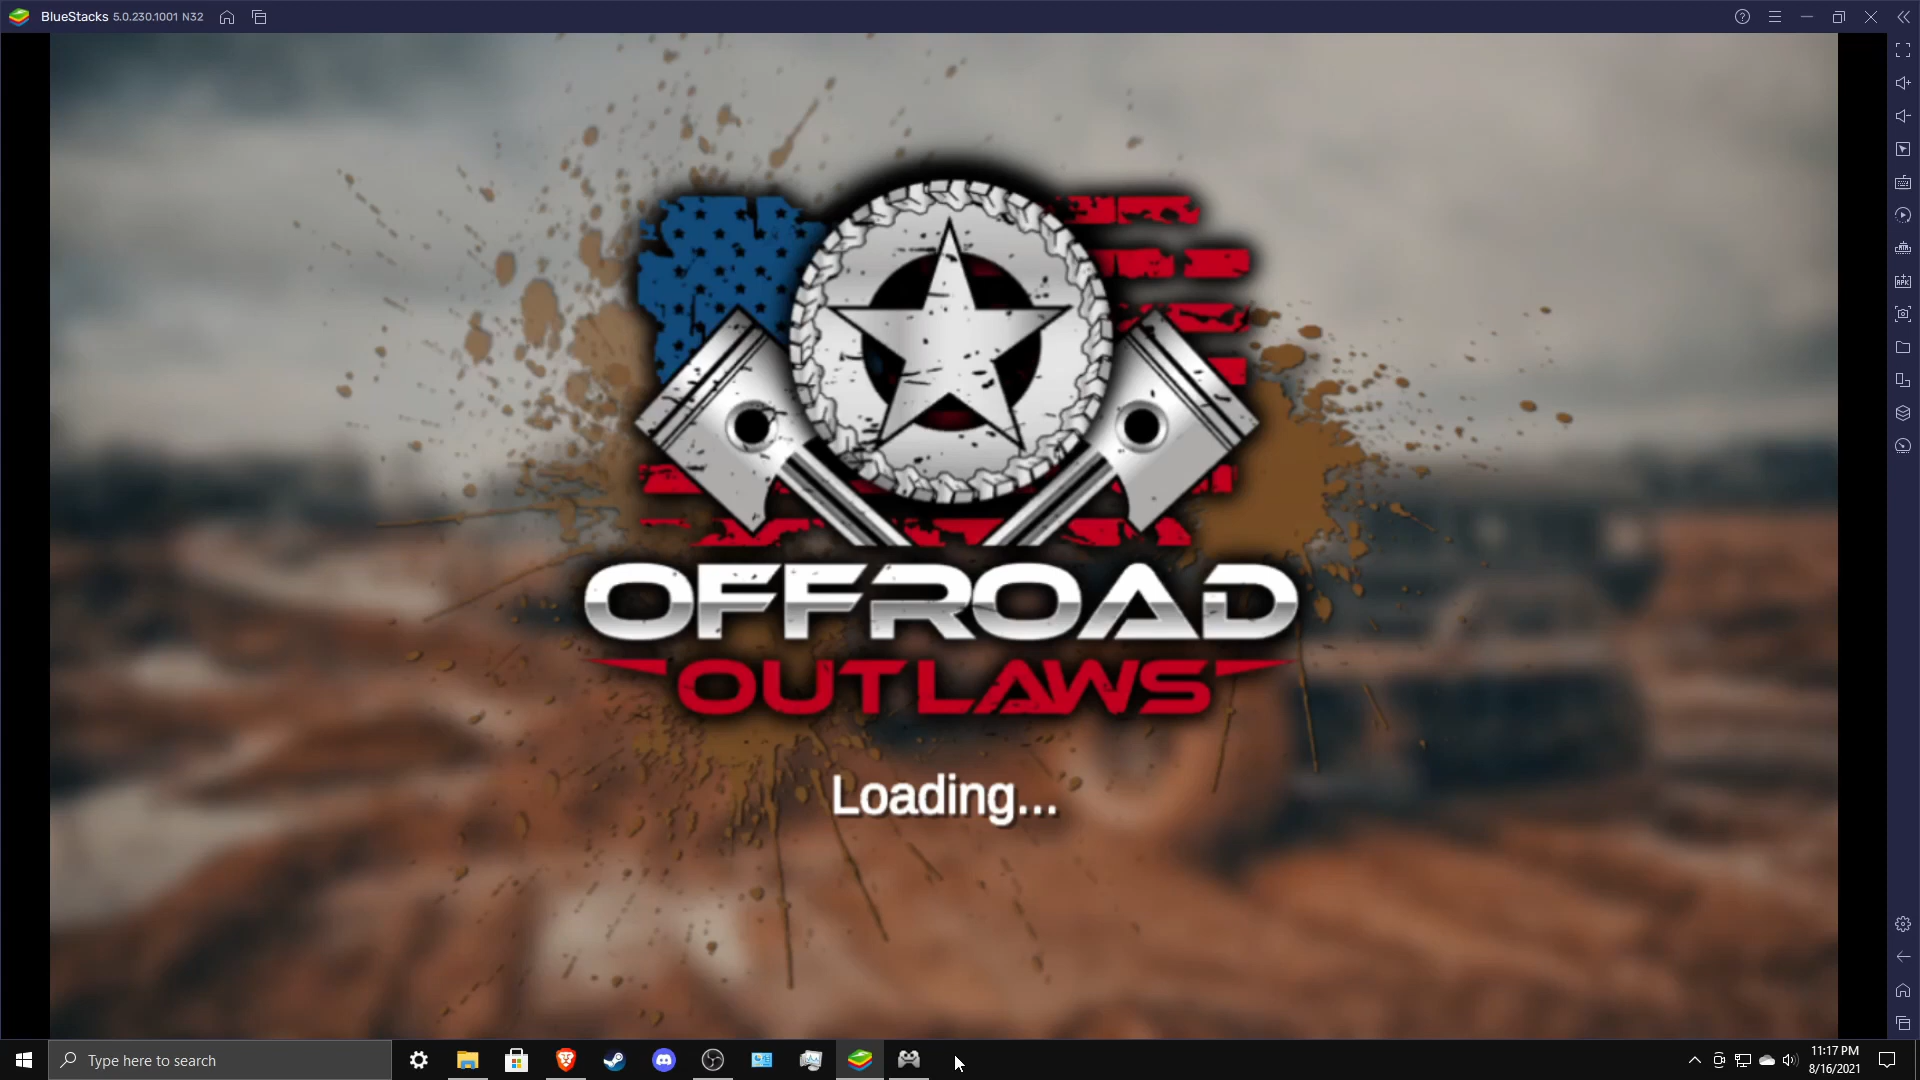 BlueStacks 5.0.230.1001 N32
OFFROAD
OUTLAWS
Loading...
Type here to search
11:17 PM
8/16/2021